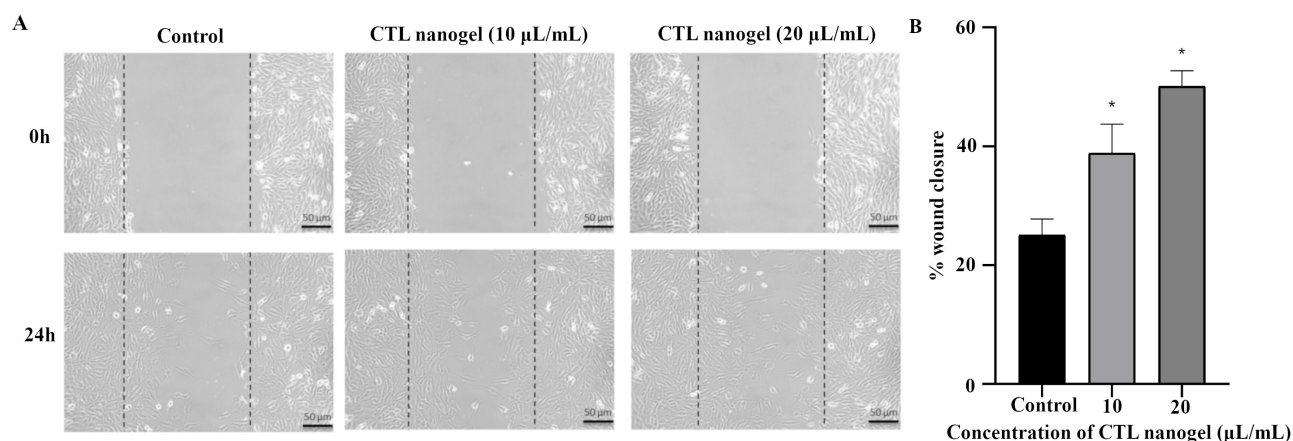 A
Control
CTL nanogel (10 µL/mL)
CTL nanogel (20 µL/mL)
0h
50 µm
50 µm
50 µm
24h
50 µm
50 µm
50 µm
B
% wound closure
60
40
20
0
*
*
Control
10
20
Concentration of CTL nanogel (µL/mL)